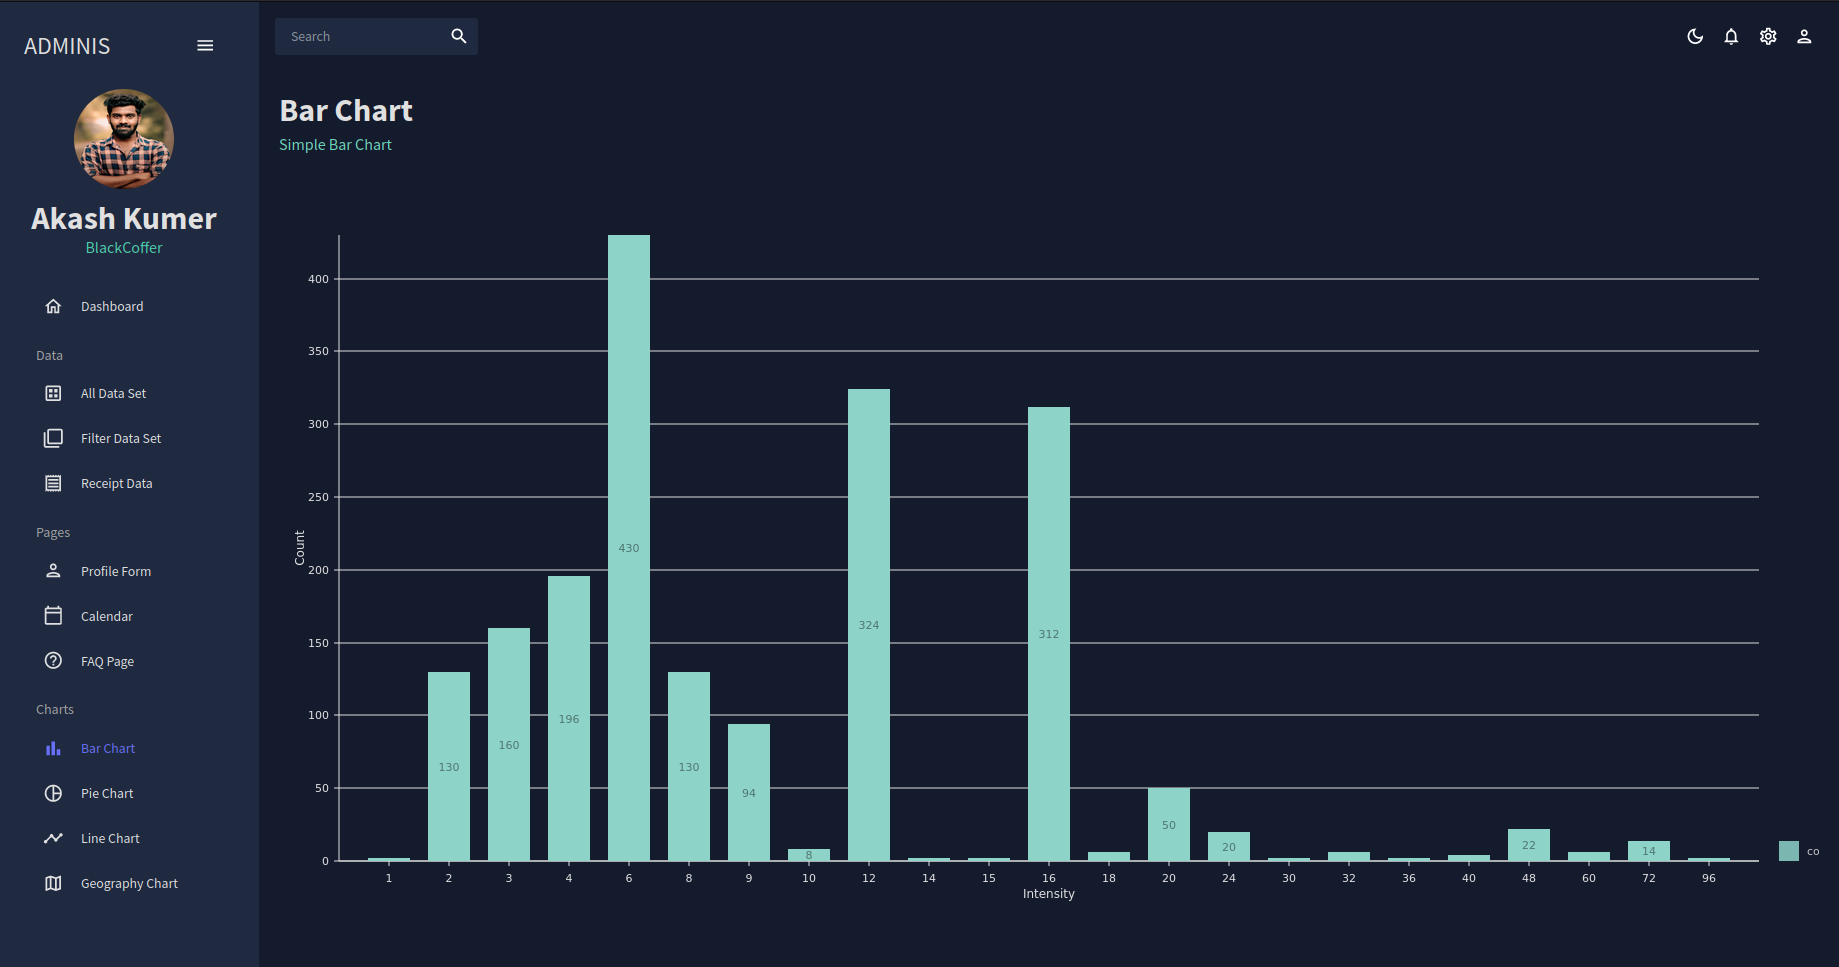 ADMINIS
Search
Akash Kumer
BlackCoffer
Dashboard
Data
All Data Set
Filter Data Set
Receipt Data
Pages
Profile Form
Calendar
FAQ Page
Charts
Bar Chart
Pie Chart
Line Chart
Geography Chart
Bar Chart
Simple Bar Chart
Count
400
350
300
250
200
150
100
50
0
130
160
196
430
130
94
8
324
312
50
20
22
14
1 2 3 4 6 8 9 10 12 14 15 16 18 20 24 30 32 36 40 48 60 72 96
Intensity
co